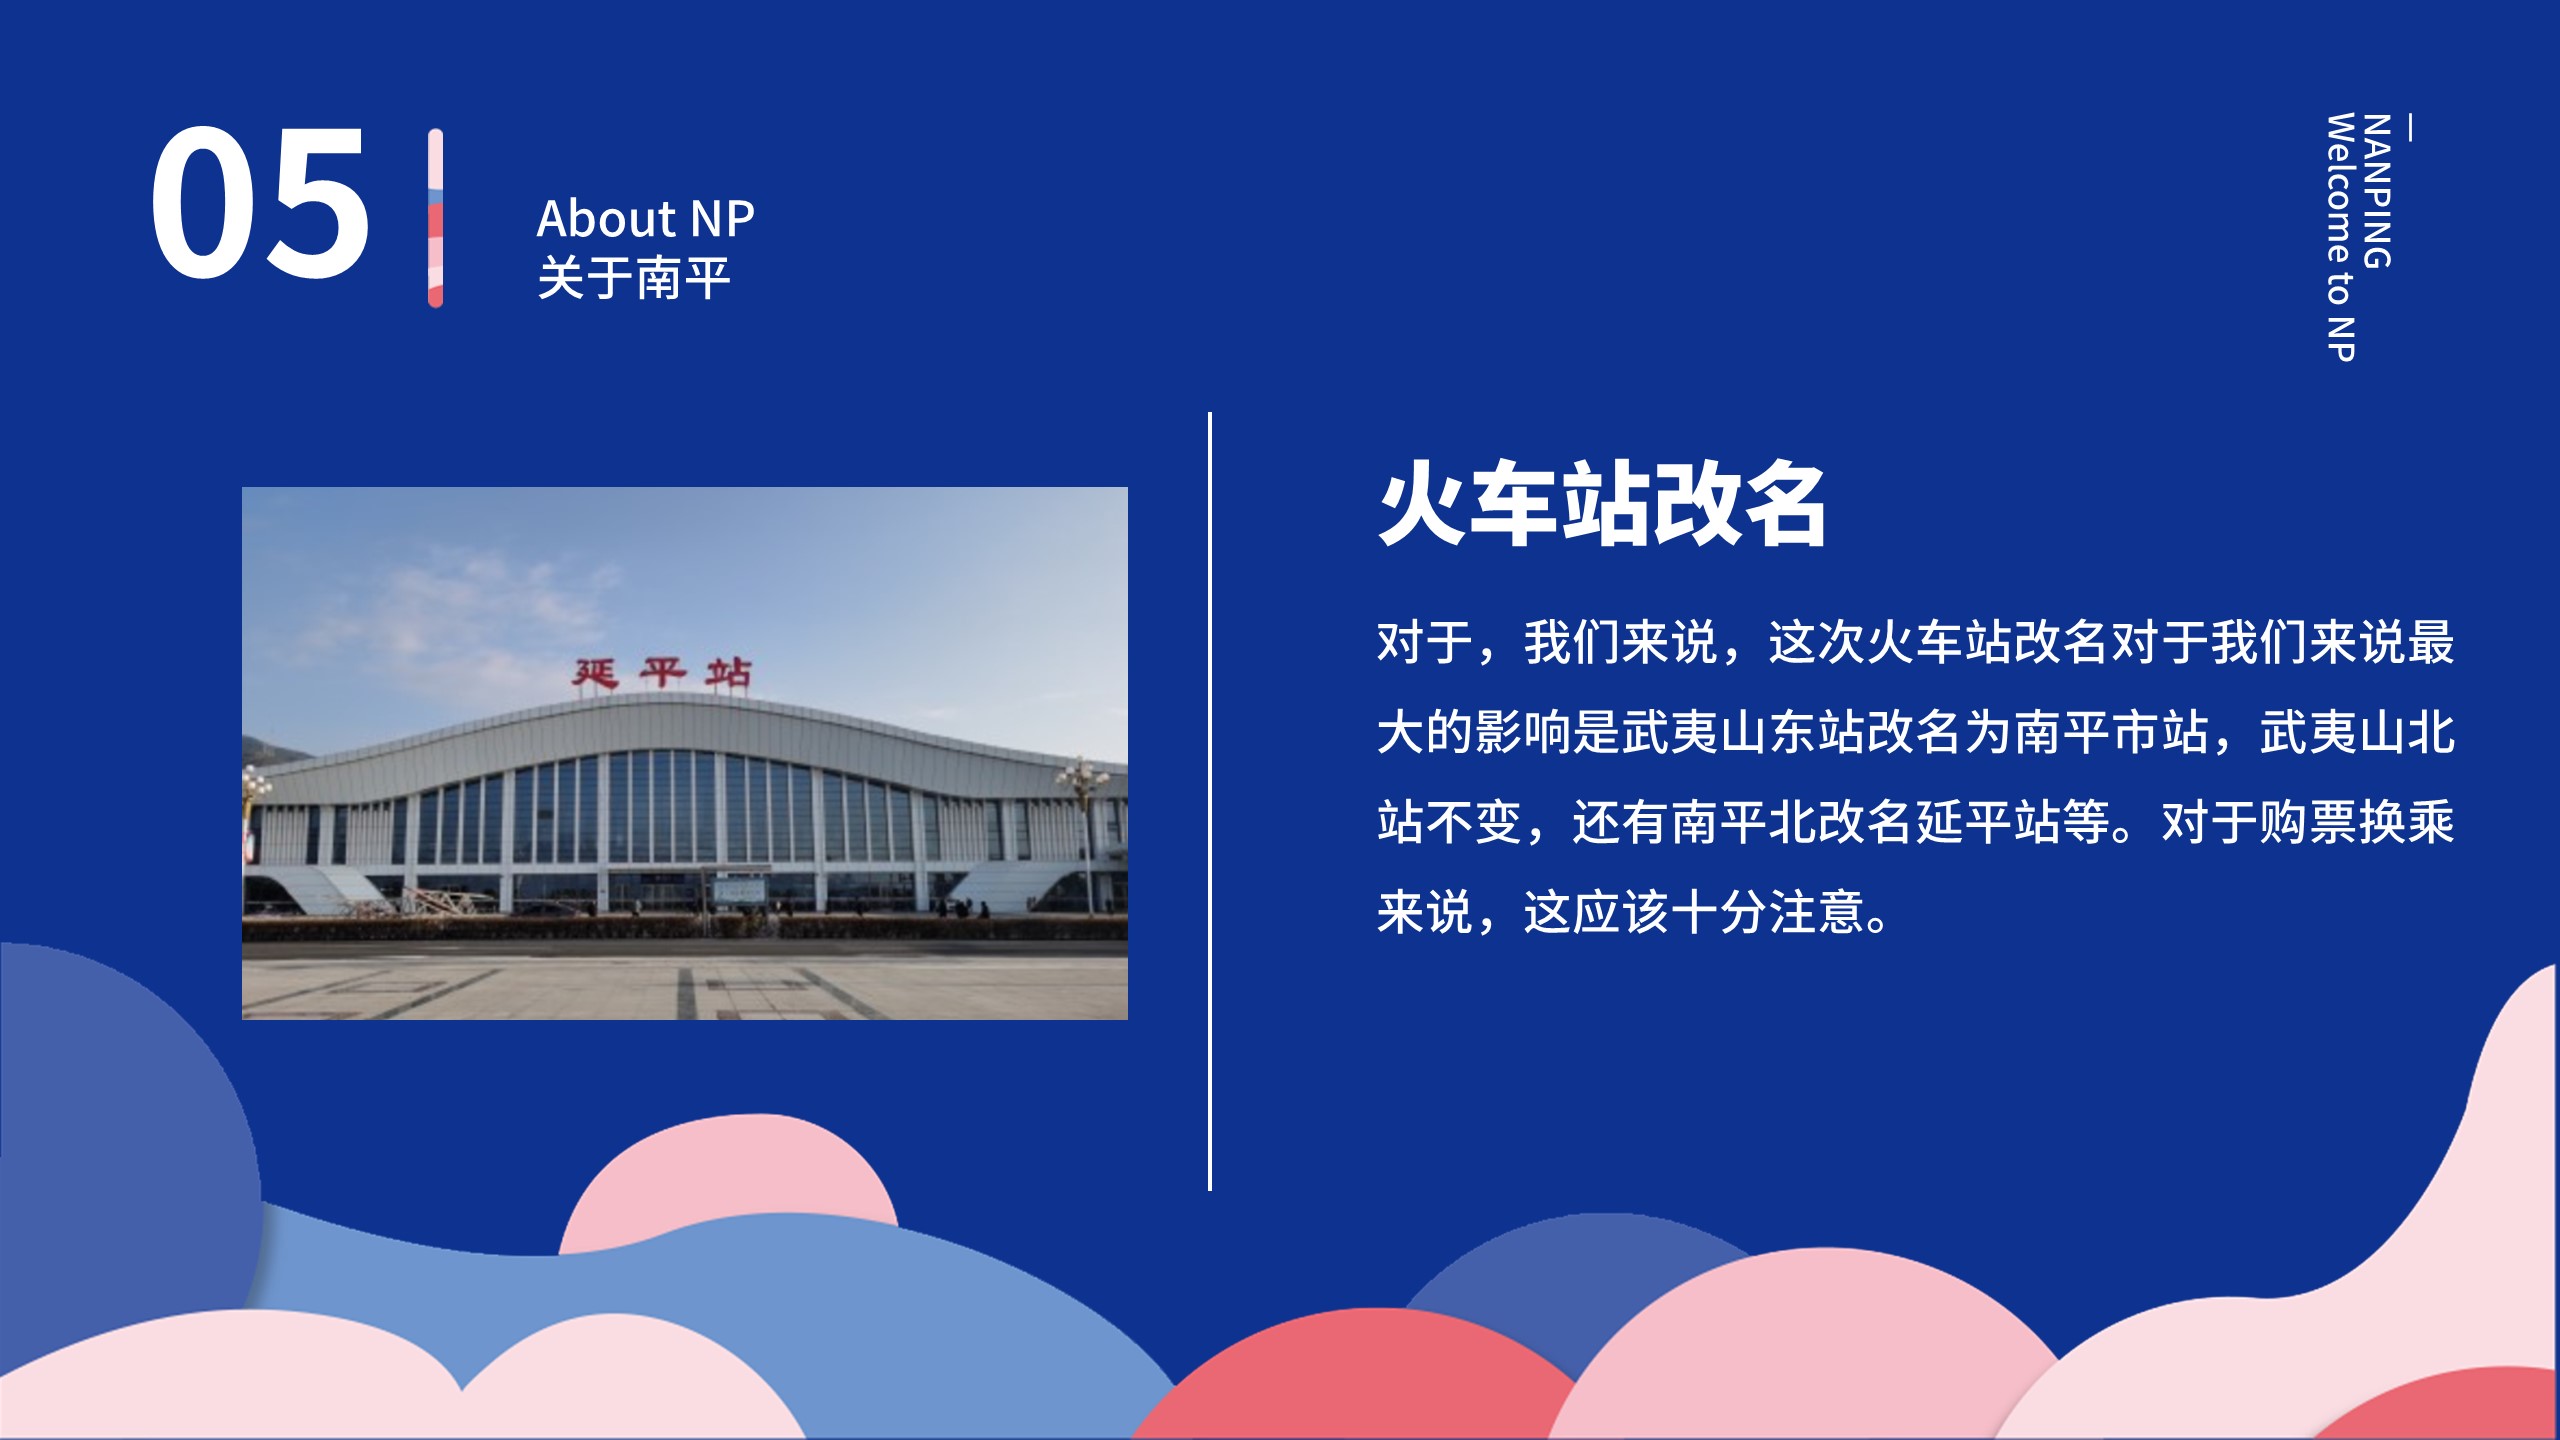 05
About NP
关于南平
—
NANPING
Welcome to NP
延平站
火车站改名
对于，我们来说，这次火车站改名对于我们来说最
大的影响是武夷山东站改名为南平市站，武夷山北
站不变，还有南平北改名延平站等。对于购票换乘
来说，这应该十分注意。